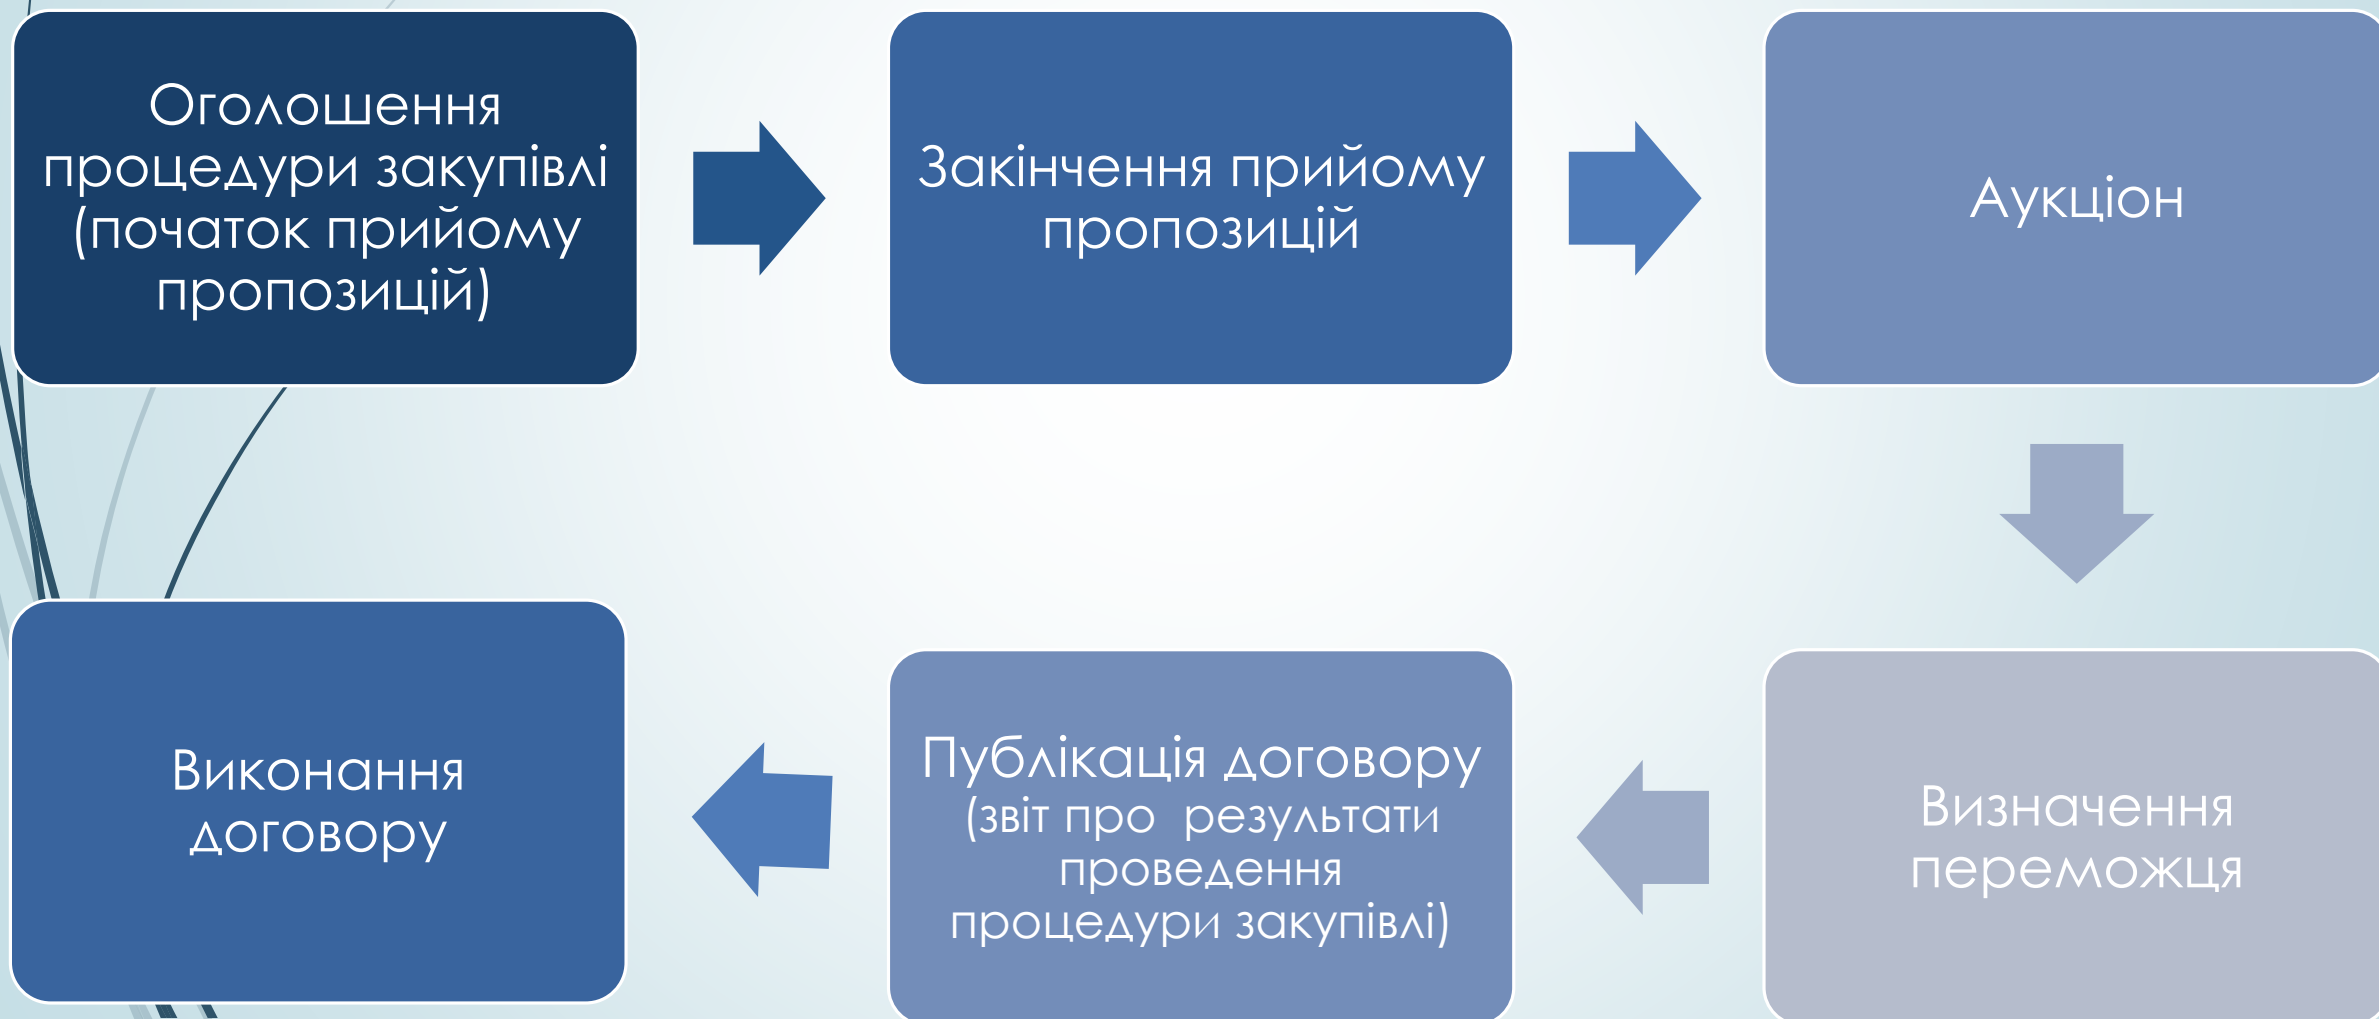 Оголошення
процедури закупівлі
(початок прийому
пропозицій)
Закінчення прийому
пропозицій
Аукціон
Визначення
переможця
Публікація договору
(звіт про  результати
проведення
процедури закупівлі)
Виконання
договору